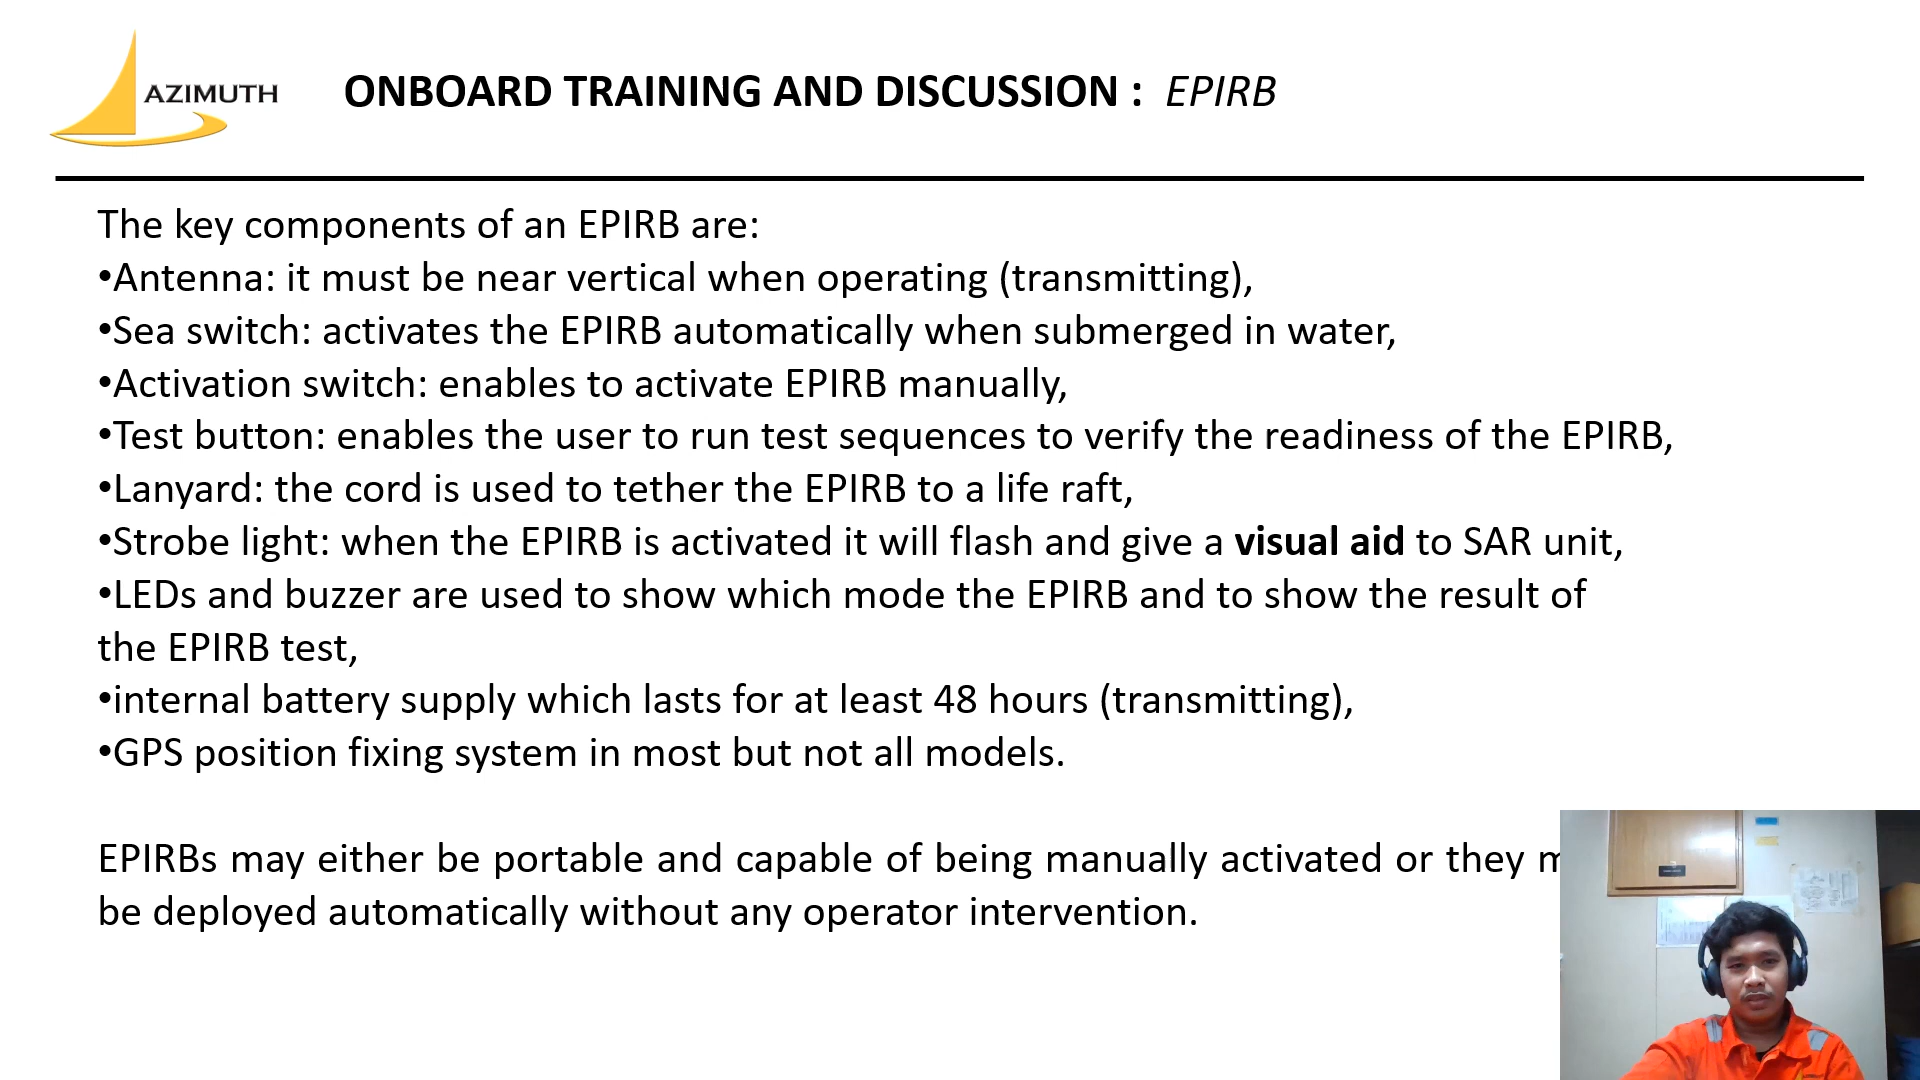 AZIMUTH
ONBOARD TRAINING AND DISCUSSION : EPIRB
The key components of an EPIRB are:
•Antenna: it must be near vertical when operating (transmitting),
•Sea switch: activates the EPIRB automatically when submerged in water,
•Activation switch: enables to activate EPIRB manually,
•Test button: enables the user to run test sequences to verify the readiness of the EPIRB,
•Lanyard: the cord is used to tether the EPIRB to a life raft,
•Strobe light: when the EPIRB is activated it will flash and give a visual aid to SAR unit,
•LEDs and buzzer are used to show which mode the EPIRB and to show the result of
the EPIRB test,
•internal battery supply which lasts for at least 48 hours (transmitting),
•GPS position fixing system in most but not all models.
EPIRBs may either be portable and capable of being manually activated or they
be deployed automatically without any operator intervention.